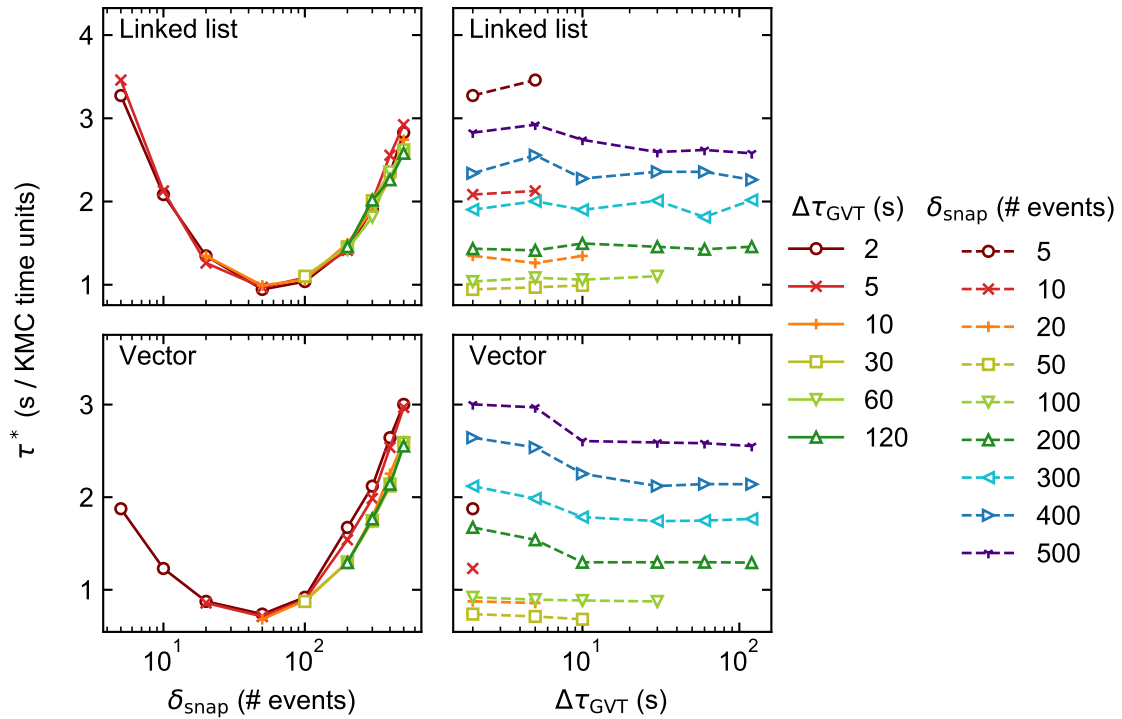 Linked list
Linked list
4
3
2
1
Vector
Vector
3
2
1
τ* (s / KMC time units)
10¹
10²
10¹
10²
δsnap (# events)
ΔτGVT (s)
ΔτGVT (s)
2
5
10
30
60
120
δsnap (# events)
5
10
20
50
100
200
300
400
500